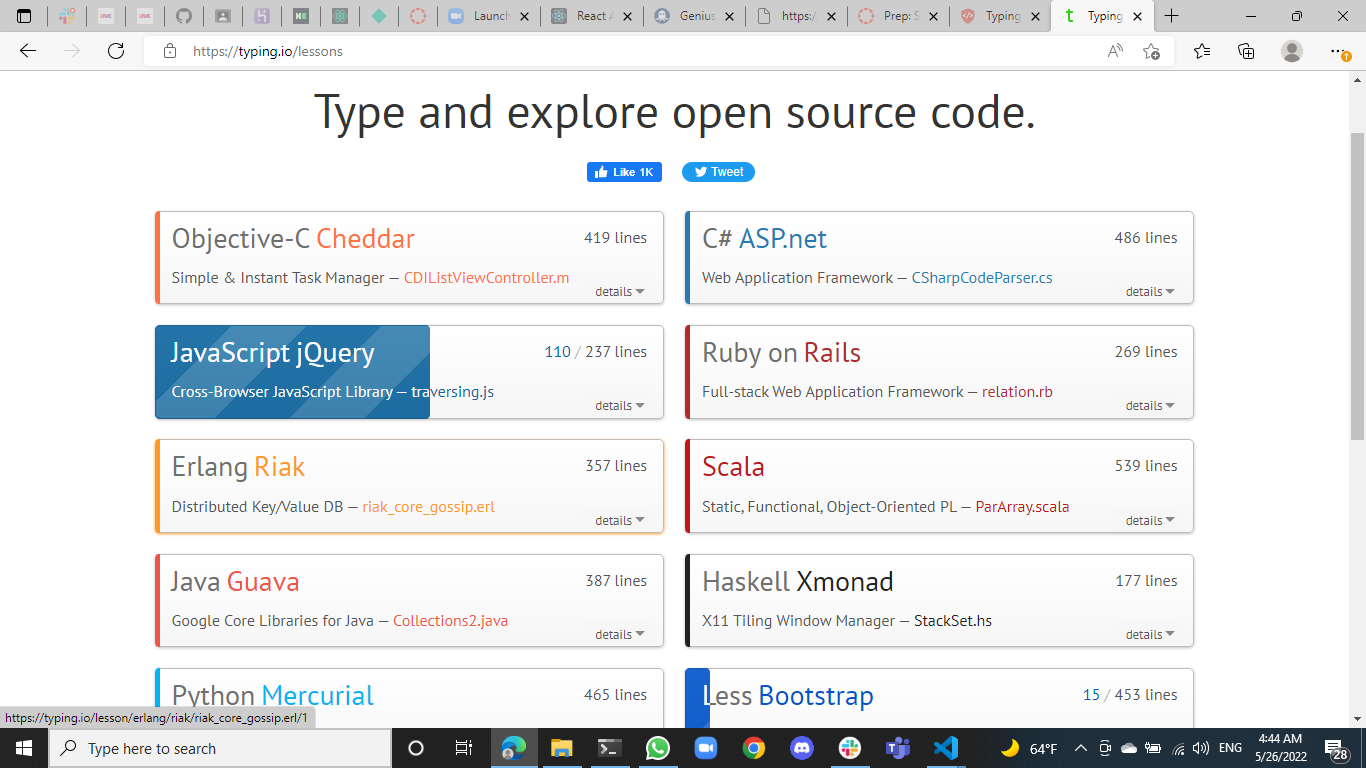 Launch
React A
Genius
https:/
Prep: S
Typing
Typing
https://typing.io/lessons
Type and explore open source code.
Like 1K
Tweet
Objective-C Cheddar
419 lines
Simple & Instant Task Manager — CDIListViewController.m
details
C# ASP.net
486 lines
Web Application Framework — CSharpCodeParser.cs
details
JavaScript jQuery
110 / 237 lines
Cross-Browser JavaScript Library — traversing.js
details
Ruby on Rails
269 lines
Full-stack Web Application Framework — relation.rb
details
Erlang Riak
357 lines
Distributed Key/Value DB — riak_core_gossip.erl
details
Scala
539 lines
Static, Functional, Object-Oriented PL — ParArray.scala
details
Java Guava
387 lines
Google Core Libraries for Java — Collections2.java
details
Haskell Xmonad
177 lines
X11 Tiling Window Manager — StackSet.hs
details
Python Mercurial
465 lines
Less Bootstrap
15 / 453 lines
https://typing.io/lesson/erlang/riak/riak_core_gossip.erl/1
Type here to search
64°F
ENG
4:44 AM
5/26/2022
28